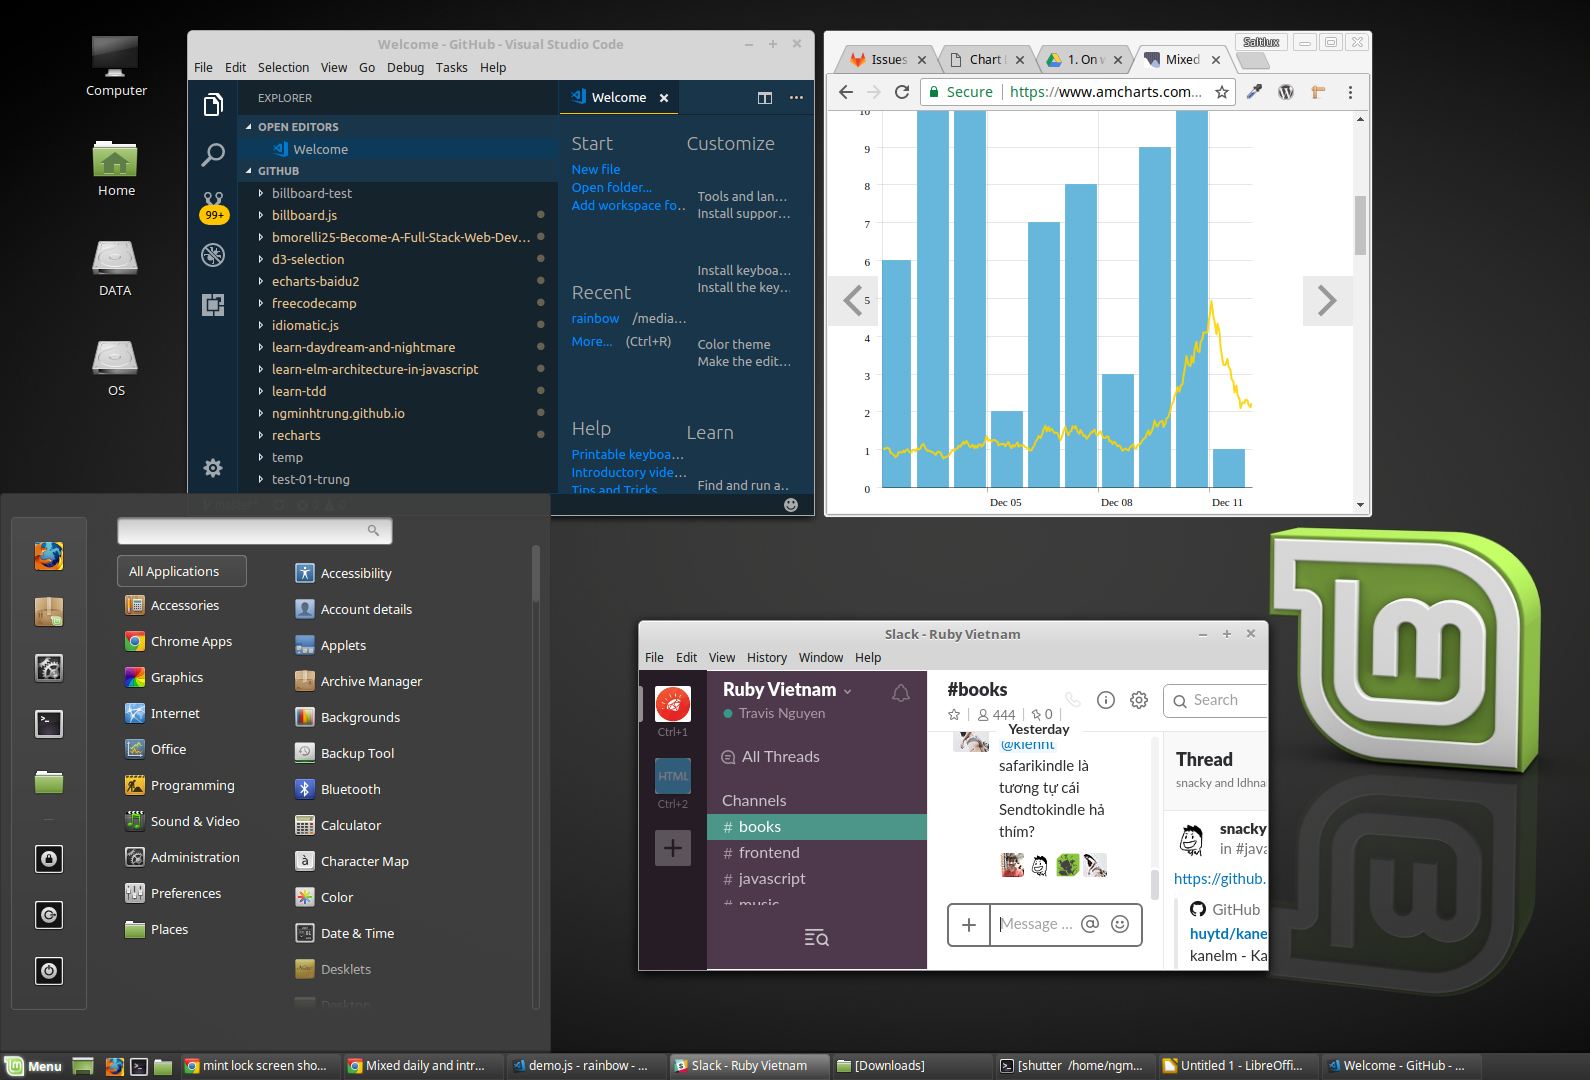 Computer
Home
DATA
OS
Welcome - GitHub - Visual Studio Code
File Edit Selection View Go Debug Tasks Help
EXPLORER
OPEN EDITORS
Welcome
GITHUB
billboard-test
billboard.js
bmorelli25-Become-A-Full-Stack-Web-Dev...
d3-selection
echarts-baidu2
freecodecamp
idiomatic.js
learn-daydream-and-nightmare
learn-elm-architecture-in-javascript
learn-tdd
ngminhtrung.github.io
recharts
temp
test-01-trung
99+
Welcome
Start
New file
Open folder...
Add workspace fo..
Recent
rainbow /media...
More... (Ctrl+R)
Help
Printable keyboa...
Introductory vide...
Tips and Tricks
Customize
Tools and lan...
Install suppor...
Install keyboa...
Install the key...
Color theme
Make the edit...
Learn
Find and run a..
Saltlux
Issues
Chart
1. On
Mixed
Secure https://www.amcharts.com...
10
9
8
7
6
5
4
3
2
1
0
Dec 05 Dec 08 Dec 11
All Applications
Accessories
Chrome Apps
Graphics
Internet
Office
Programming
Sound & Video
Administration
Preferences
Places
Accessibility
Account details
Applets
Archive Manager
Backgrounds
Backup Tool
Bluetooth
Calculator
Character Map
Color
Date & Time
Desklets
Desktop
Slack - Ruby Vietnam
File Edit View History Window Help
Ctrl+1
HTML
Ctrl+2
Ruby Vietnam
Travis Nguyen
All Threads
Channels
# books
# frontend
# javascript
# music
#books
444 0
Search
Yesterday
@kiennt
safarikindle là
tương tự cái
Sendtokindle hả
thím?
Message ...
Thread
snacky and ldhna
snacky
in #java
https://github.
GitHub
huytd/kane
kanelm - Ka
Menu
mint lock screen sho...
Mixed daily and intr...
demo.js - rainbow - ...
Slack - Ruby Vietnam
[Downloads]
[shutter /home/ngm...
Untitled 1 - LibreOffi...
Welcome - GitHub - ...